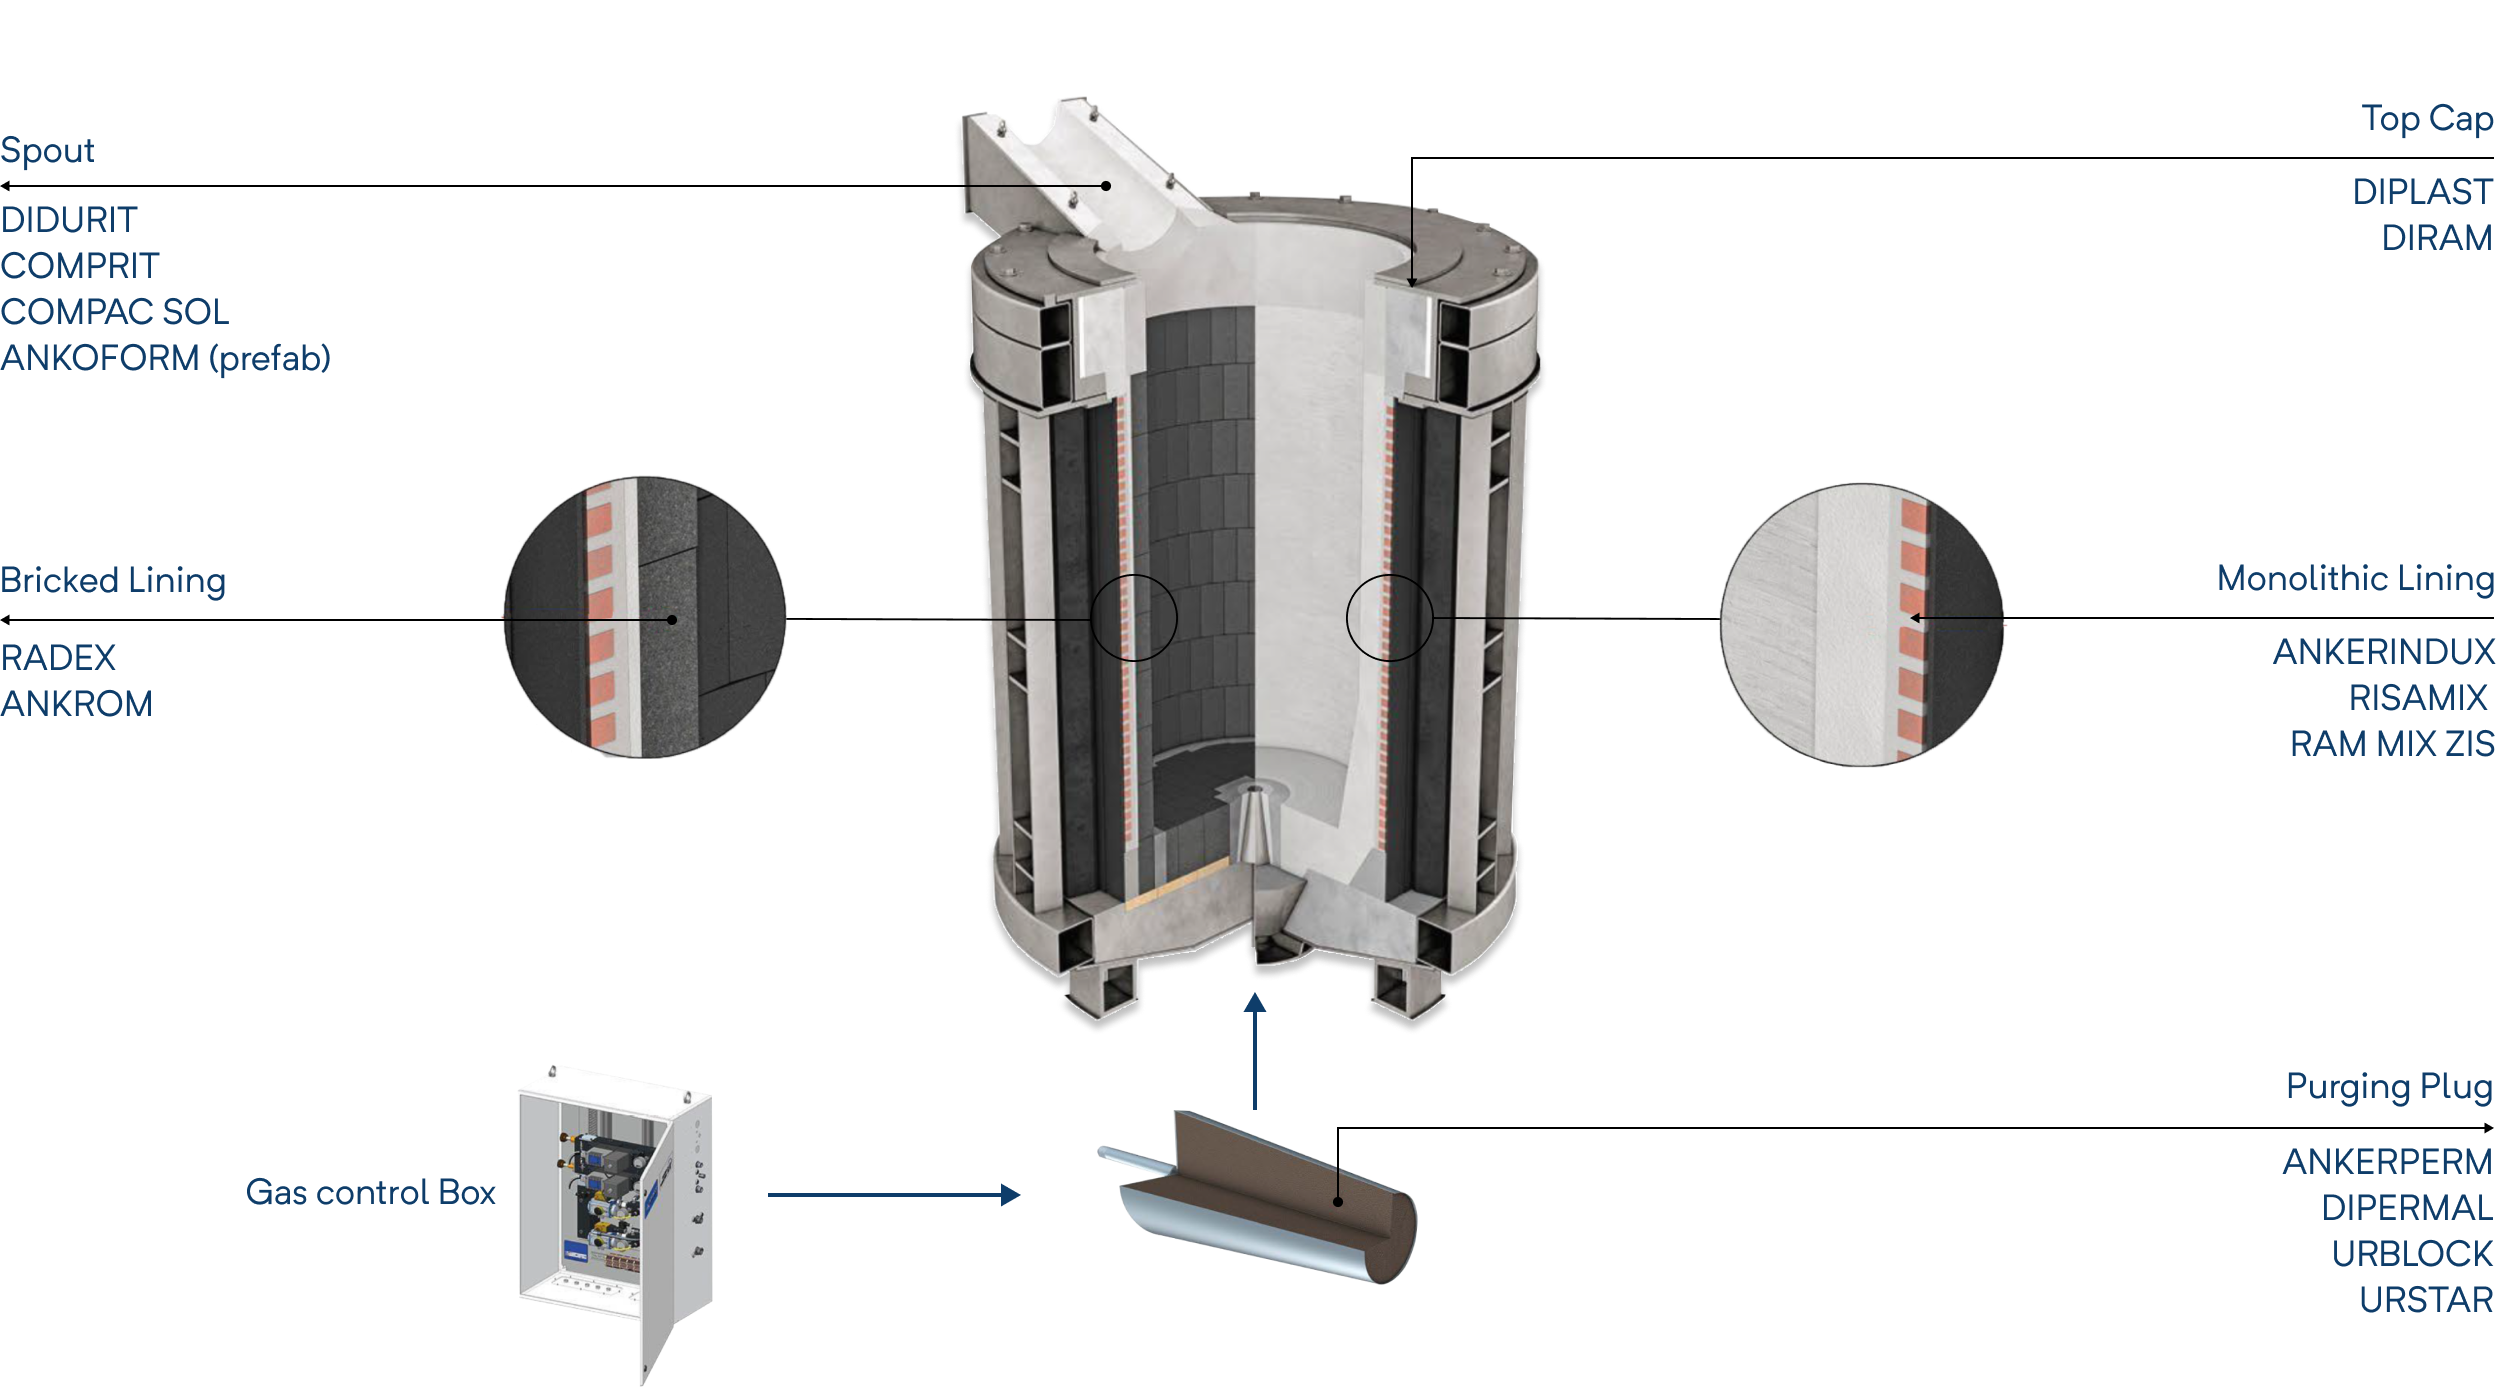 Spout
DIDURIT
COMPRIT
COMPAC SOL
ANKOFORM (prefab)
Top Cap
DIPLAST
DIRAM
Bricked Lining
RADEX
ANKROM
Monolithic Lining
ANKERINDUX
RISAMIX
RAM MIX ZIS
Gas control Box
Purging Plug
ANKERPERM
DIPERMAL
URBLOCK
URSTAR